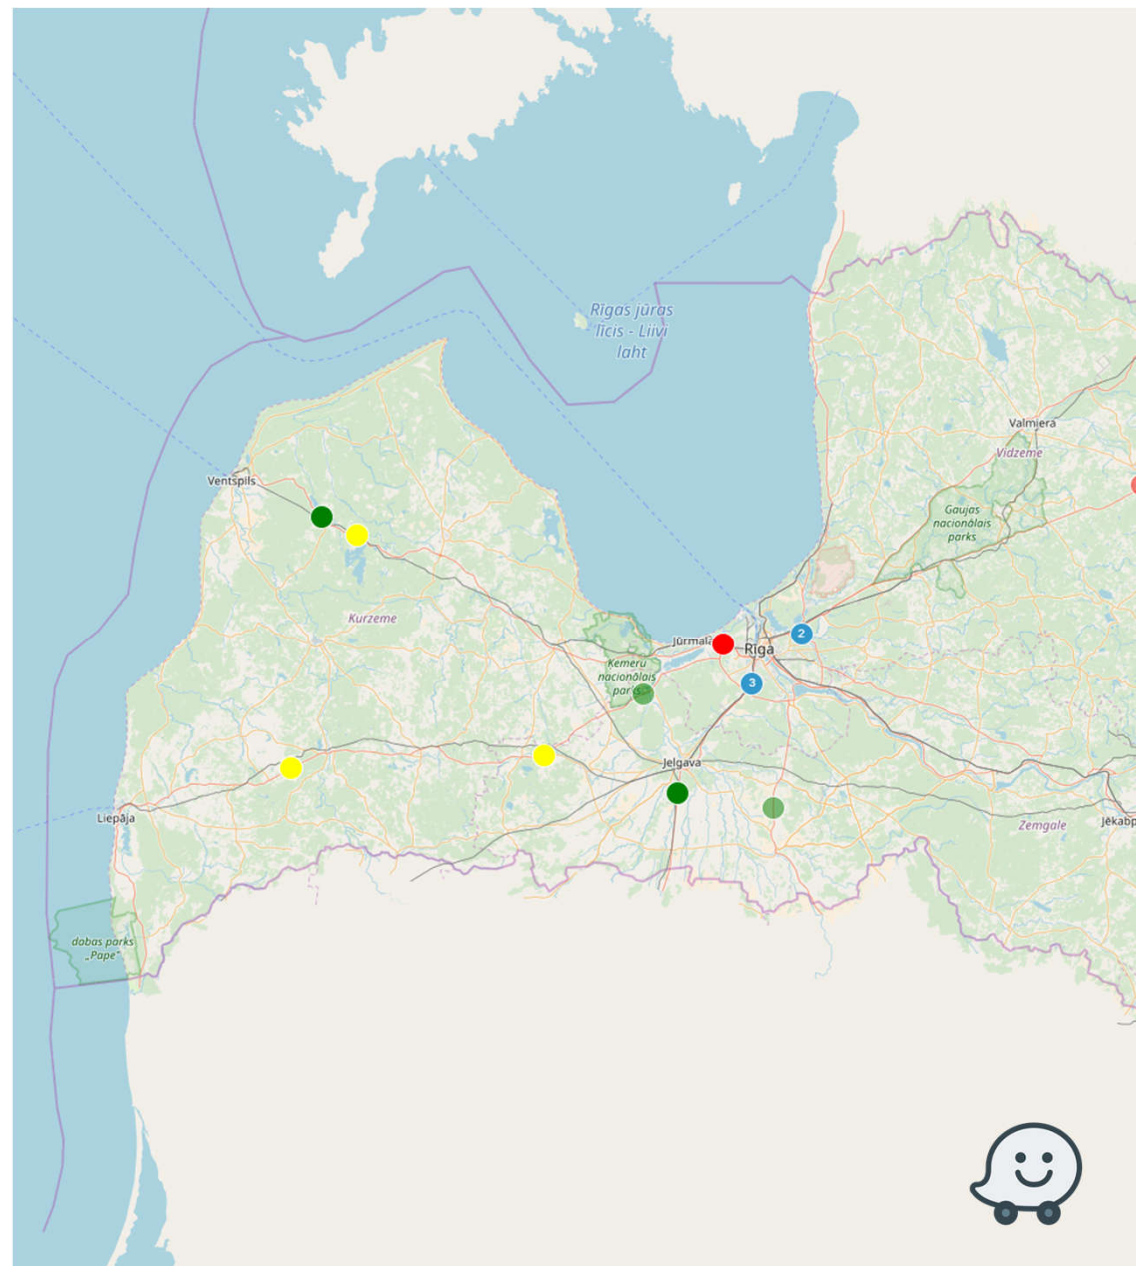 Rīgas jūras
līcis - Liivi
laht
Valmiera
Vidzeme
Ventspils
Gaujas
nacionālais
parks
Kurzeme
2
Jūrmala
Rīga
Ķemeru
nacionālais
parks
3
Jelgava
Liepāja
Zemgale
Jēkabp
dabas parks
„Pape"